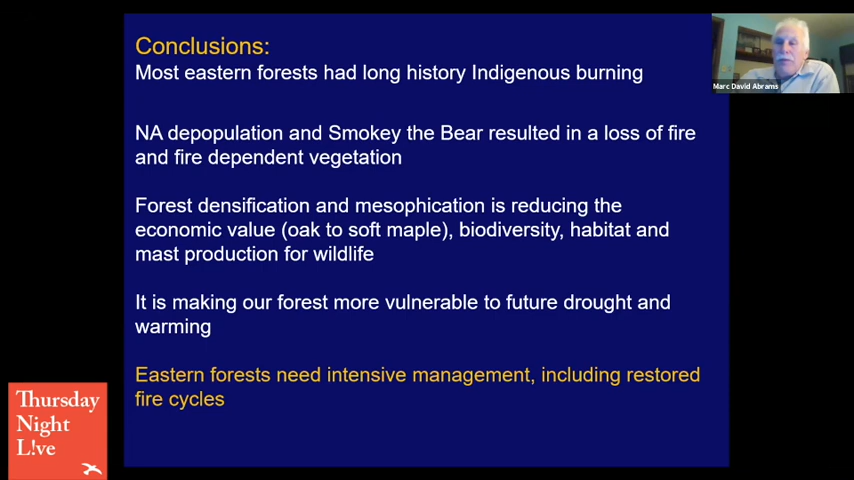 Conclusions:
Most eastern forests had long history Indigenous burning
NA depopulation and Smokey the Bear resulted in a loss of fire
and fire dependent vegetation
Forest densification and mesophication is reducing the
economic value (oak to soft maple), biodiversity, habitat and
mast production for wildlife
It is making our forest more vulnerable to future drought and
warming
Eastern forests need intensive management, including restored
fire cycles
Marc David Abrams
Thursday
Night
L!ve